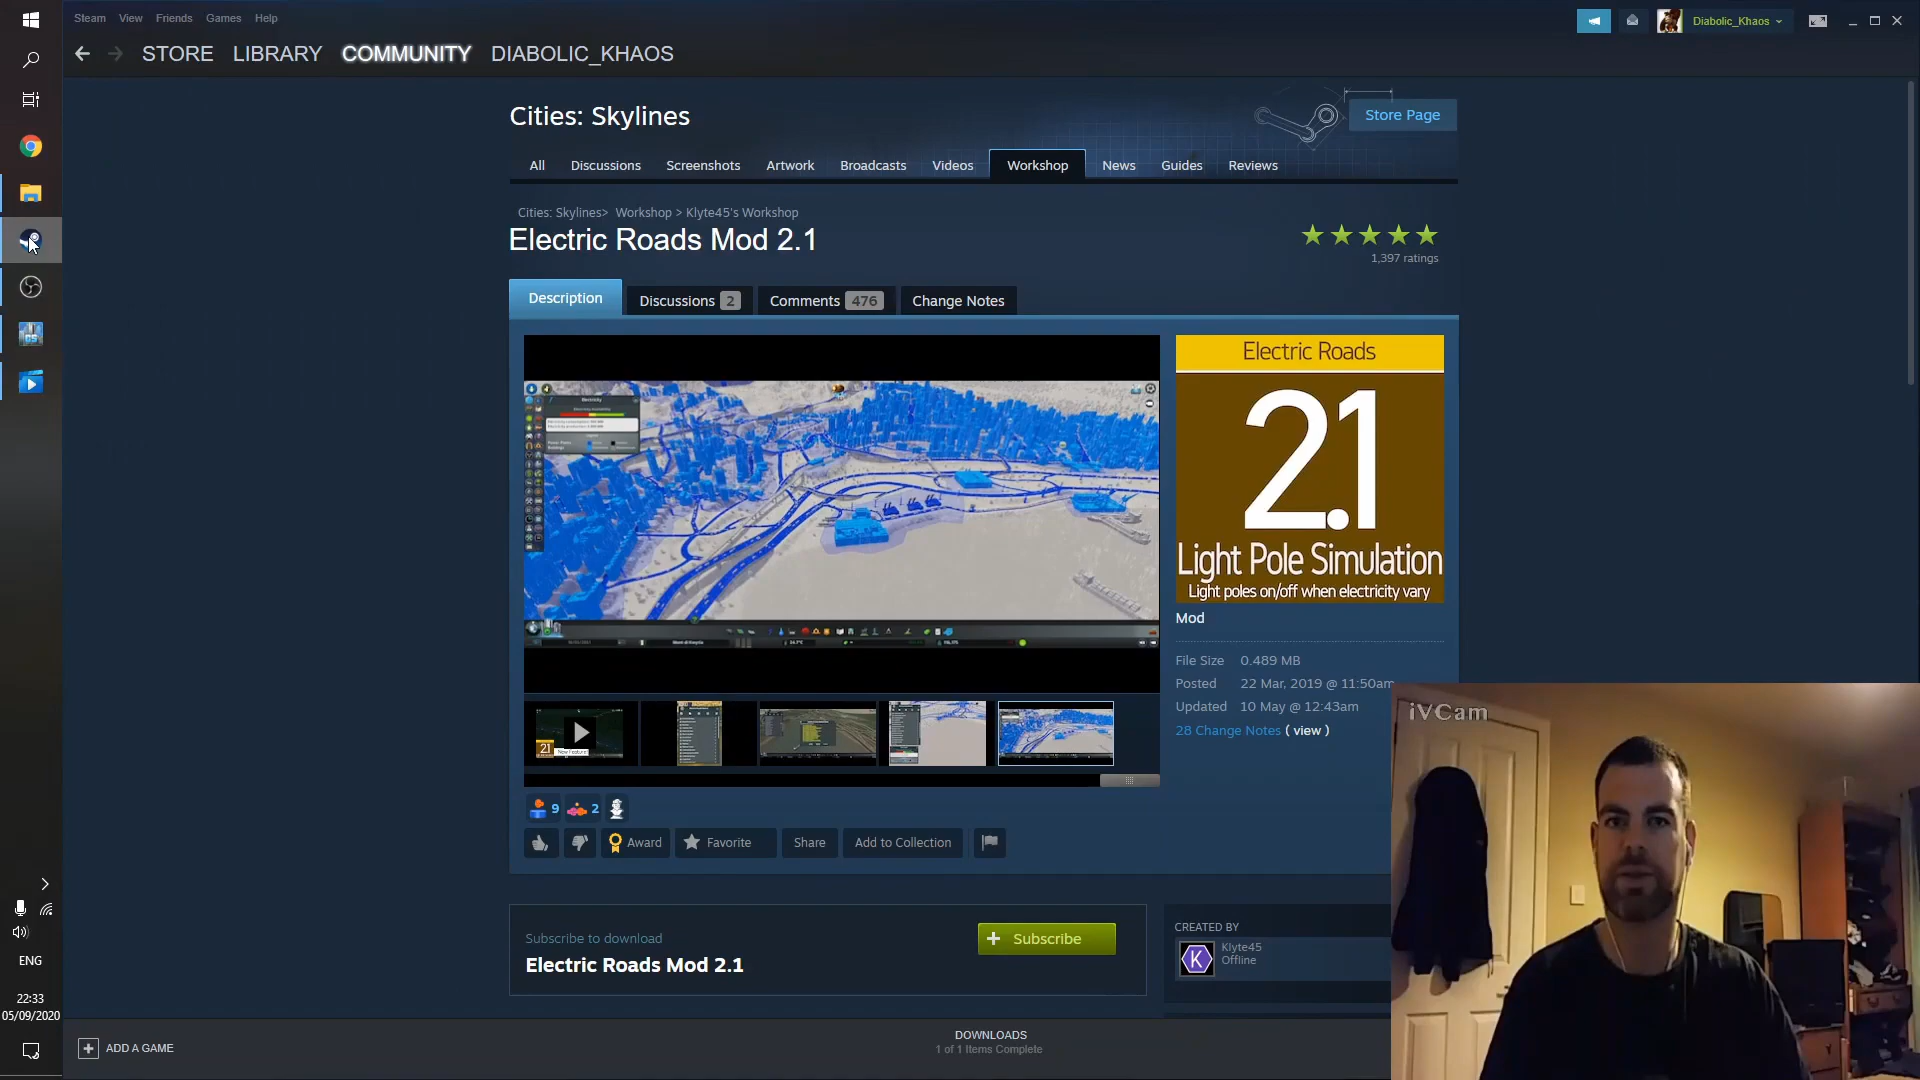 Steam View Friends Games Help
Diabolic_Khaos
STORE LIBRARY COMMUNITY DIABOLIC_KHAOS
Cities: Skylines
Store Page
All Discussions Screenshots Artwork Broadcasts Videos Workshop News Guides Reviews
Cities: Skylines> Workshop > Klyte45's Workshop
Electric Roads Mod 2.1
1,397 ratings
Description Discussions 2 Comments 476 Change Notes
Electricity
Electric Roads
2.1
Light Pole Simulation
Light poles on/off when electricity vary
Mod
File Size 0.489 MB
Posted 22 Mar, 2019 @ 11:50am
Updated 10 May @ 12:43am
28 Change Notes ( view )
21
New Feature
iVCam
9 2
Award Favorite Share Add to Collection
Subscribe to download
Electric Roads Mod 2.1
+ Subscribe
CREATED BY
K
Klyte45
Offline
ENG
22:33
05/09/2020
+ ADD A GAME
DOWNLOADS
1 of 1 Items Complete